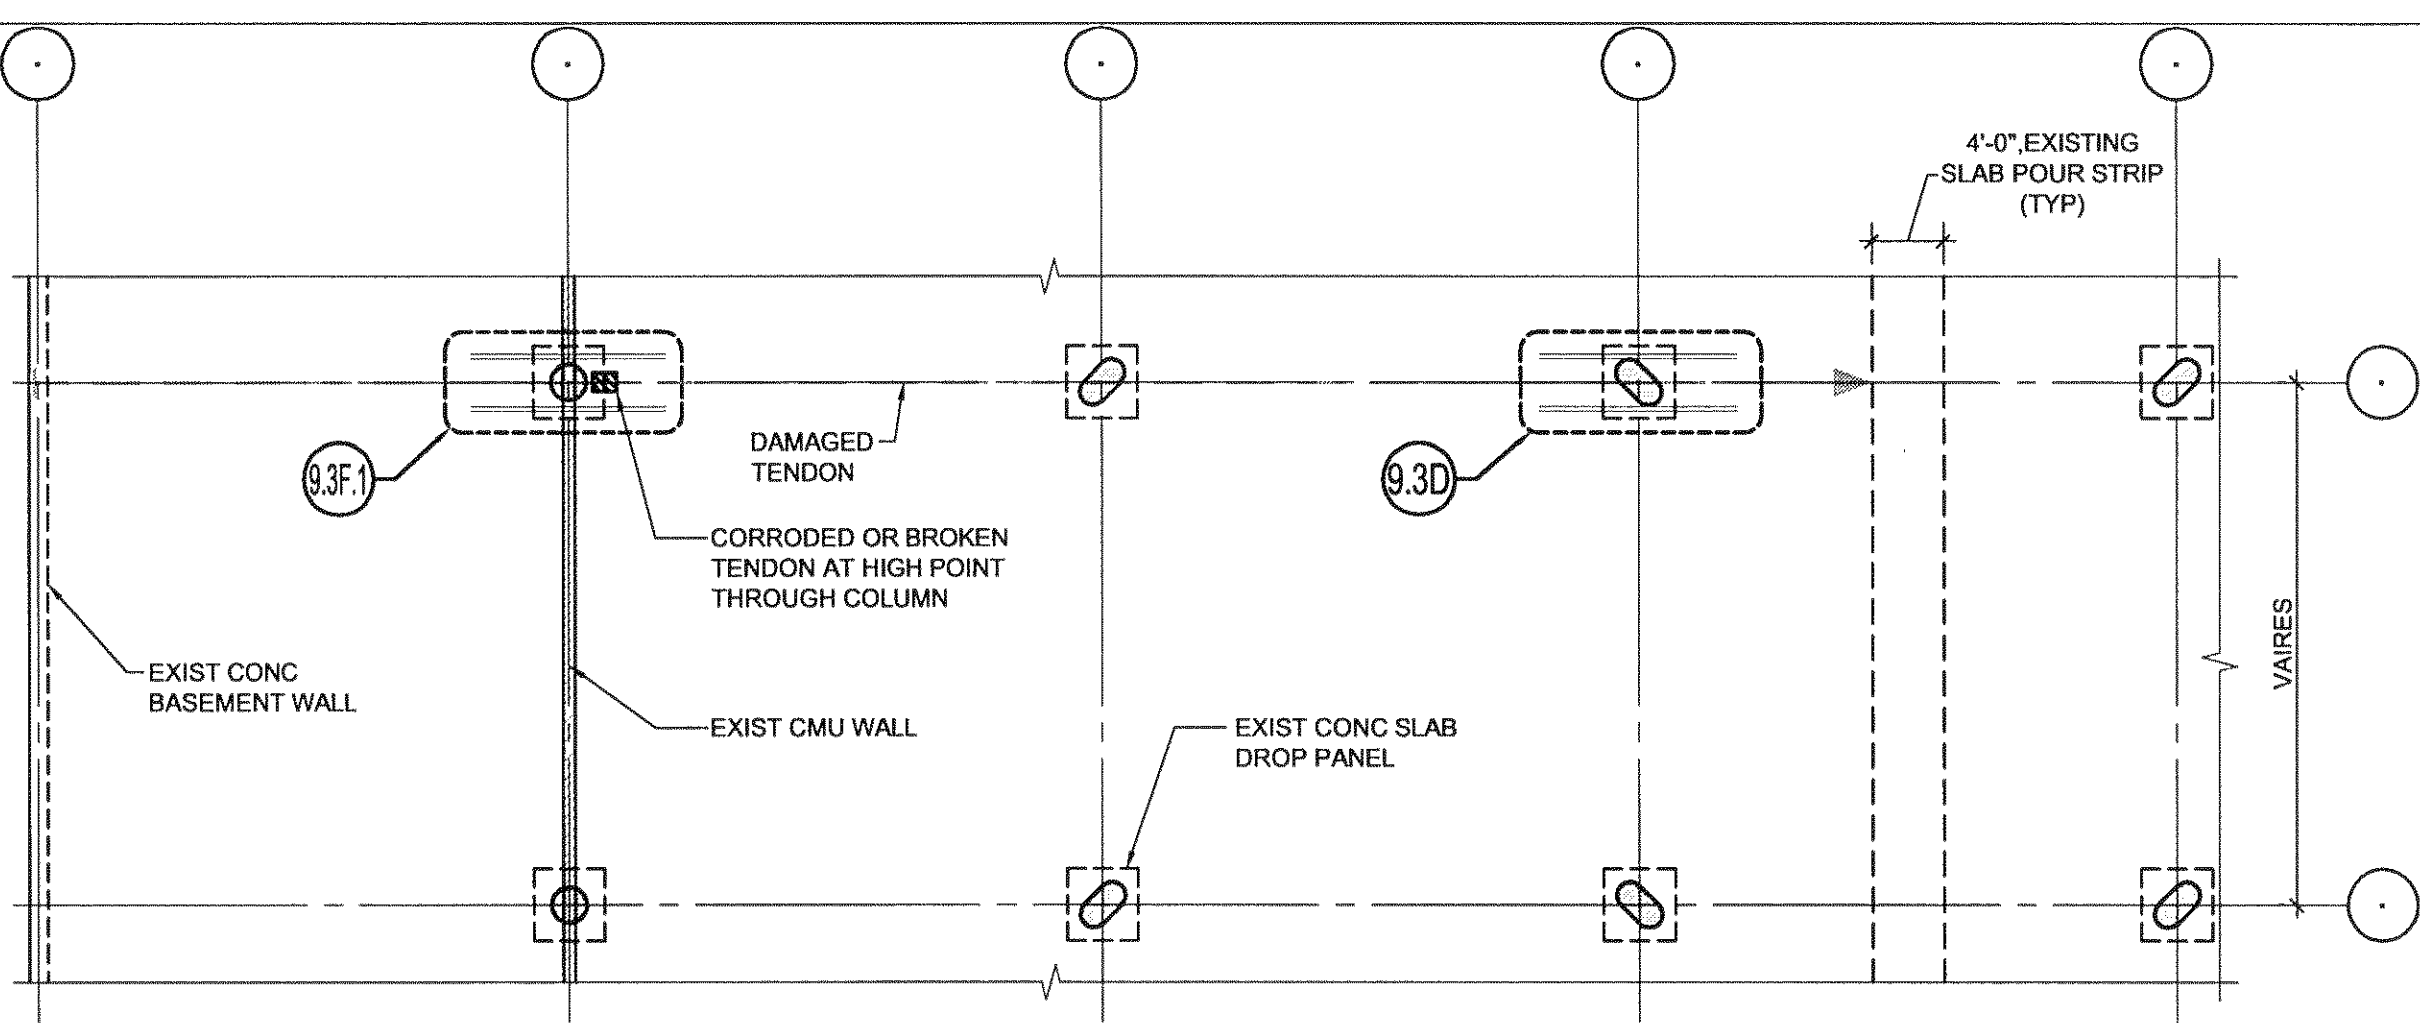 4'-0",EXISTING
SLAB POUR STRIP
(TYP)
9.3F.1
DAMAGED
TENDON
9.3D
CORRODED OR BROKEN
TENDON AT HIGH POINT
THROUGH COLUMN
VAIRES
EXIST CONC
BASEMENT WALL
EXIST CMU WALL
EXIST CONC SLAB
DROP PANEL